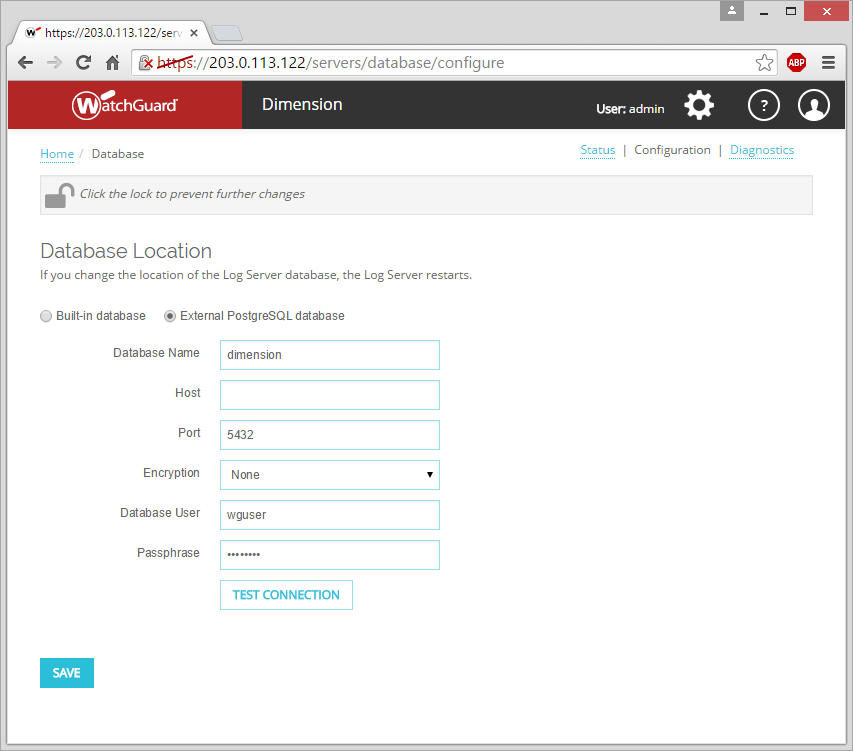 https://203.0.113.122/serv
https://203.0.113.122/servers/database/configure
ABP
WatchGuard Dimension User: admin ?
Home / Database Status | Configuration | Diagnostics
Click the lock to prevent further changes
Database Location
If you change the location of the Log Server database, the Log Server restarts.
Built-in database External PostgreSQL database
Database Name dimension
Host
Port 5432
Encryption None
Database User wguser
Passphrase ••••••••
TEST CONNECTION
SAVE